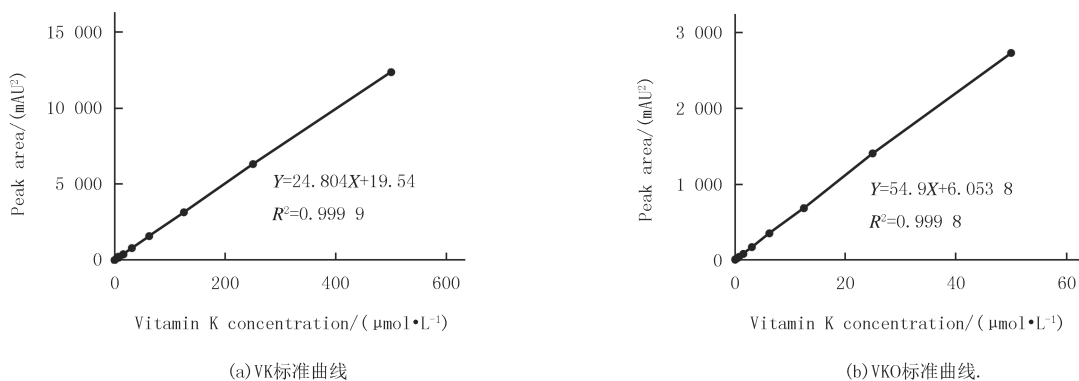 15 000
10 000
5 000
0
0
200
400
600
Peak area/(mAU²)
Y=24.804X+19.54
R²=0.999 9
Vitamin K concentration/(μmol•L⁻¹)
(a)VK标准曲线
3 000
2 000
1 000
0
0
20
40
60
Peak area/(mAU²)
Y=54.9X+6.053 8
R²=0.999 8
Vitamin K concentration/(μmol•L⁻¹)
(b)VKO标准曲线.